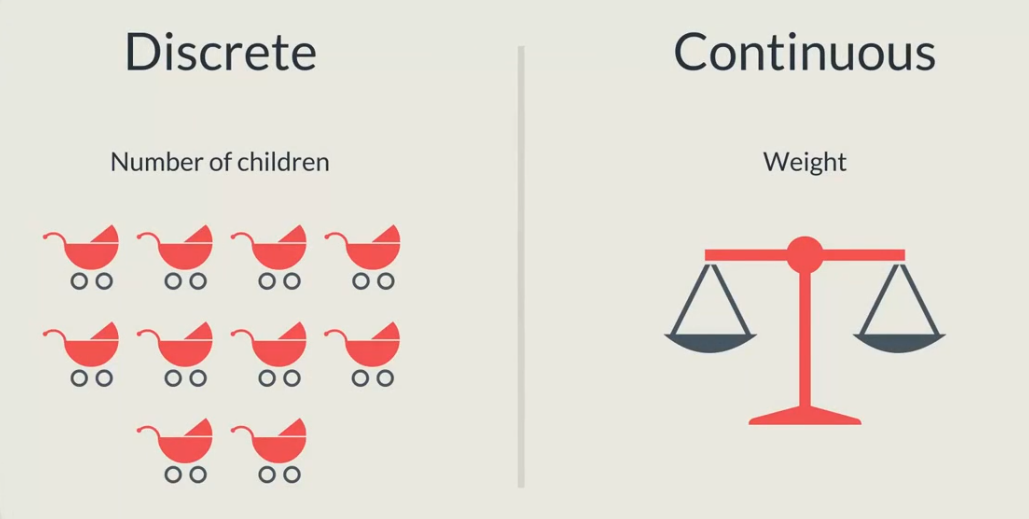 Discrete
Continuous
Number of children
Weight